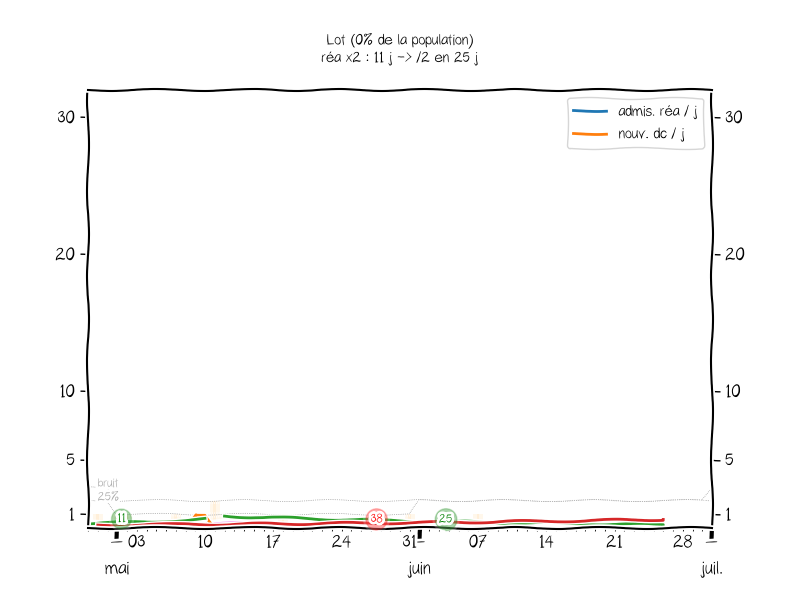 Lot (0% de la population)
réa x2 : 11 j -> /2 en 25 j
admis. réa / j
nouv. dc / j
30
30
20
20
10
10
5
5
bruit
25%
1
11
38
25
1
03
10
17
24
31
07
14
21
28
mai
juin
juil.